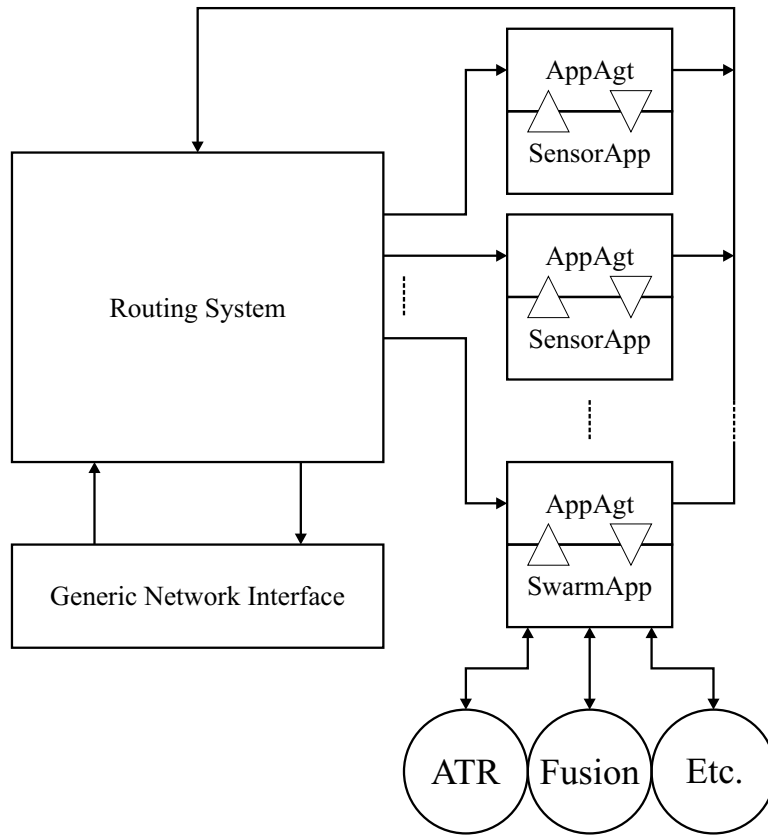 AppAgt
SensorApp
Routing System
AppAgt
SensorApp
AppAgt
SwarmApp
Generic Network Interface
ATR
Fusion
Etc.